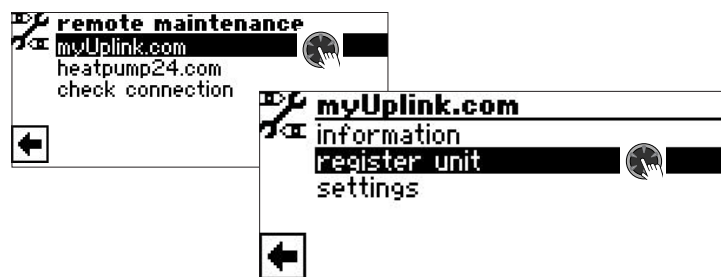 remote maintenance
myUplink.com
heatpump24.com
check connection
myUplink.com
information
register unit
settings